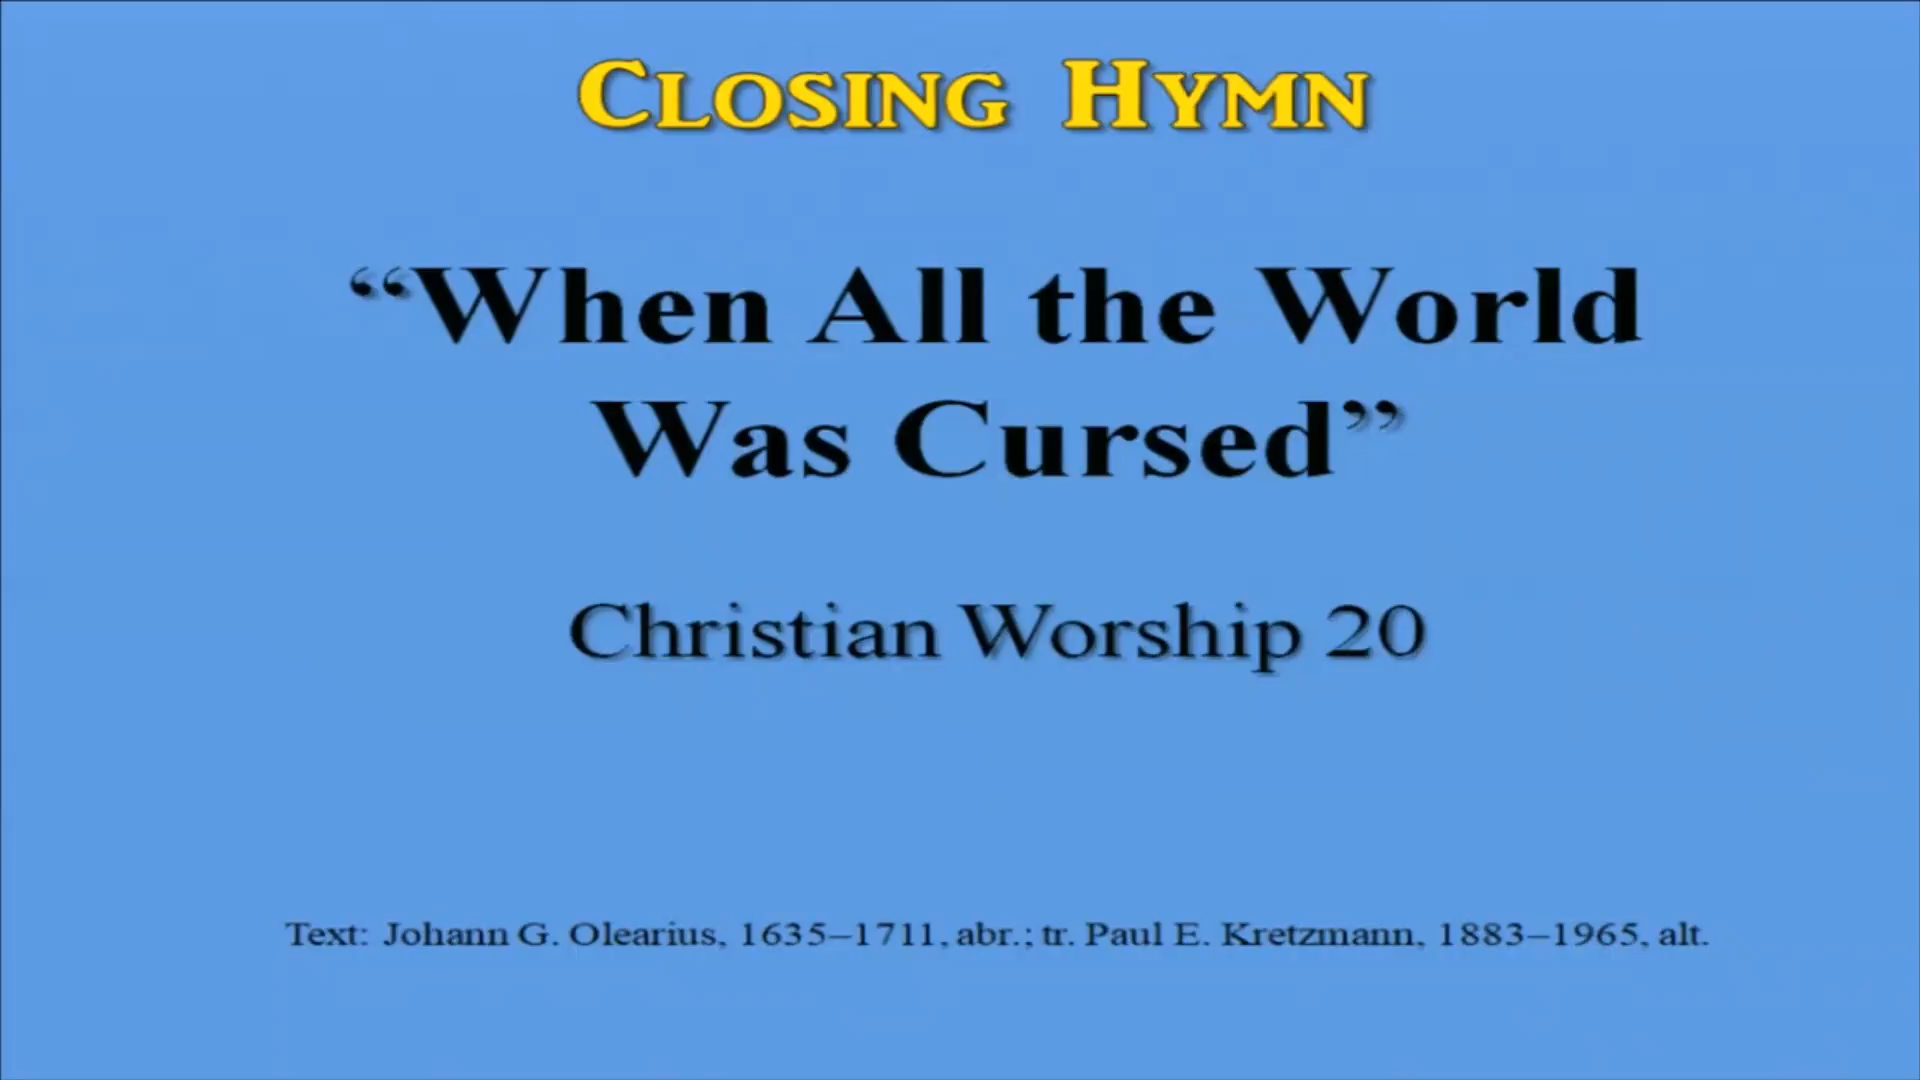 CLOSING HYMN
“When All the World
Was Cursed”
Christian Worship 20
Text: Johann G. Olearius, 1635–1711, abr.; tr. Paul E. Kretzmann, 1883–1965, alt.